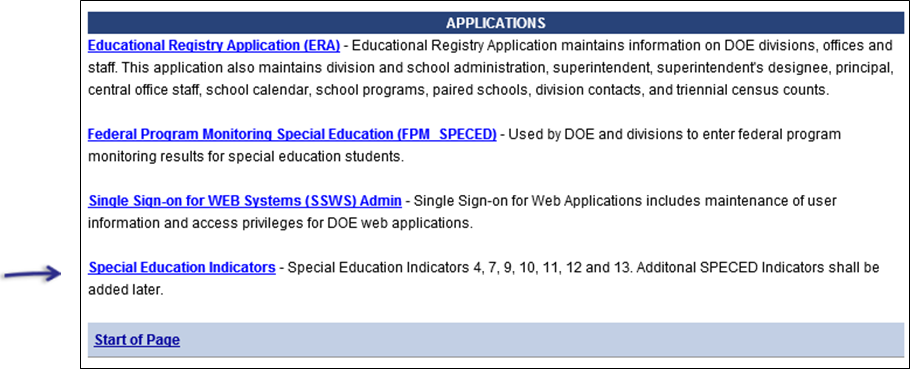 APPLICATIONS
Educational Registry Application (ERA) - Educational Registry Application maintains information on DOE divisions, offices and
staff. This application also maintains division and school administration, superintendent, superintendent's designee, principal,
central office staff, school calendar, school programs, paired schools, division contacts, and triennial census counts.
Federal Program Monitoring Special Education (FPM_SPECED) - Used by DOE and divisions to enter federal program
monitoring results for special education students.
Single Sign-on for WEB Systems (SSWS) Admin - Single Sign-on for Web Applications includes maintenance of user
information and access privileges for DOE web applications.
Special Education Indicators - Special Education Indicators 4, 7, 9, 10, 11, 12 and 13. Additonal SPECED Indicators shall be
added later.
Start of Page